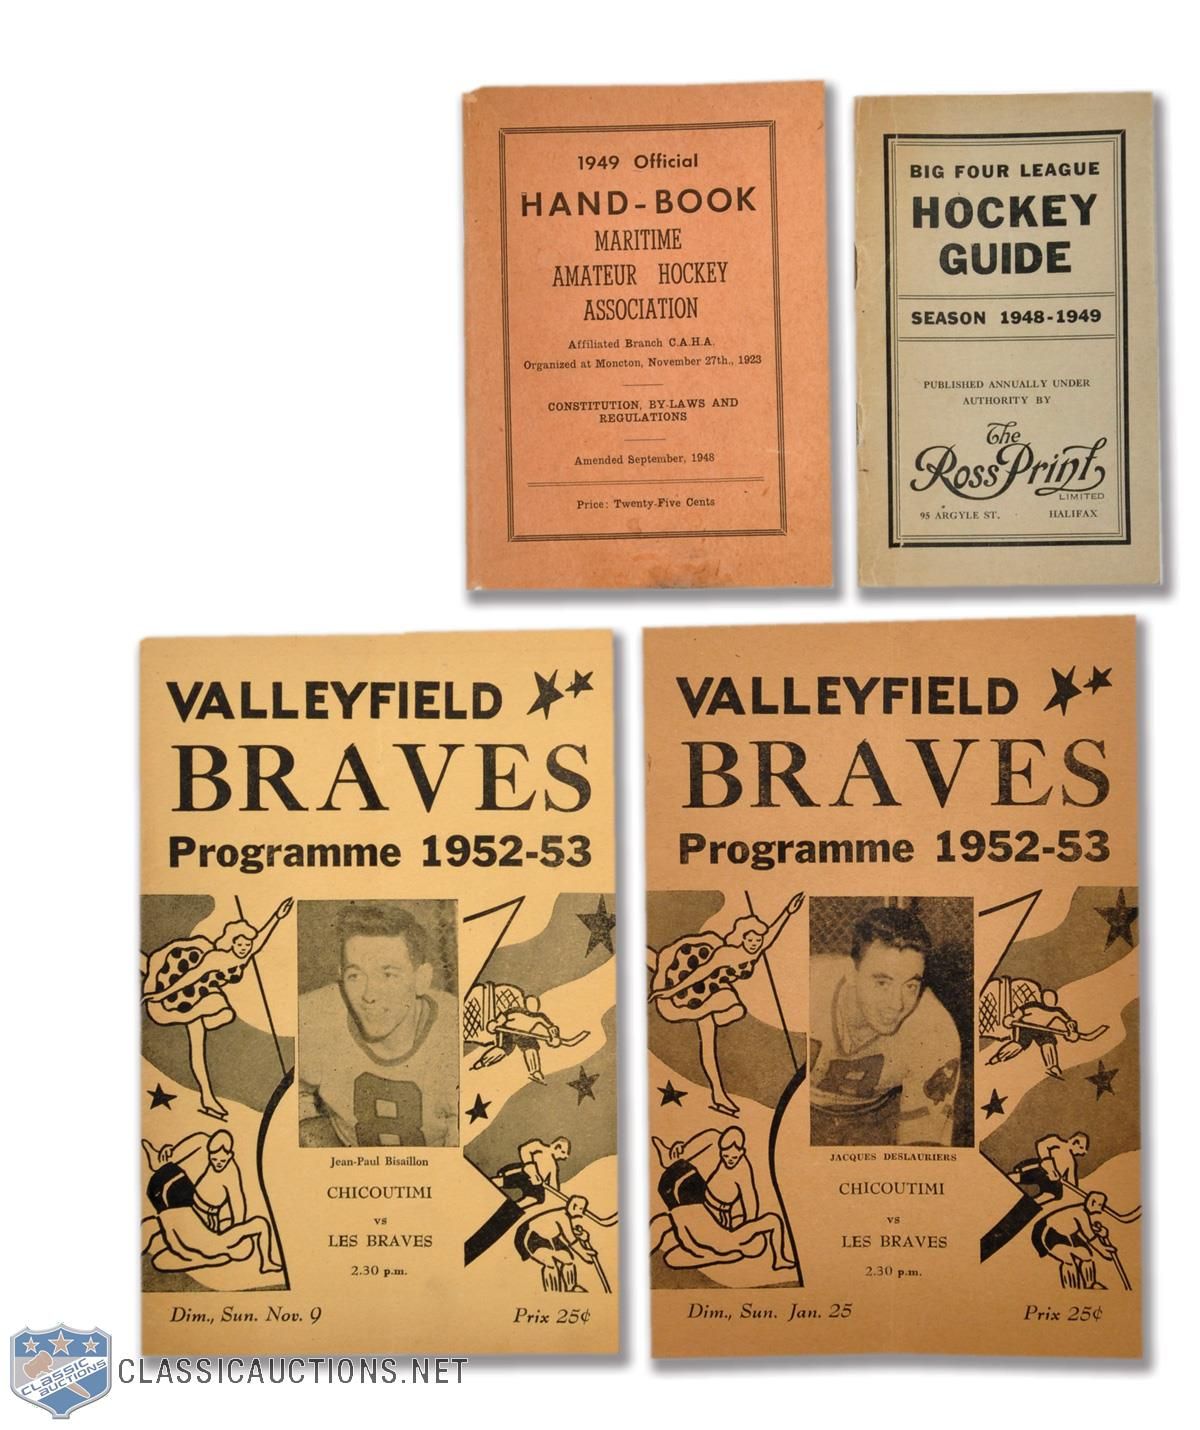 1949 Official
HAND-BOOK
MARITIME
AMATEUR HOCKEY
ASSOCIATION
Affiliated Branch C.A.H.A.
Organized at Moncton, November 27th., 1923
CONSTITUTION, BY-LAWS AND
REGULATIONS
Amended September, 1948
Price: Twenty-Five Cents
BIG FOUR LEAGUE
HOCKEY
GUIDE
SEASON 1948-1949
PUBLISHED ANNUALLY UNDER
AUTHORITY BY
The
Ross Print
LIMITED
95 ARGYLE ST. HALIFAX
VALLEYFIELD
BRAVES
Programme 1952-53
8
Jean-Paul Bisaillon
CHICOUTIMI
vs
LES BRAVES
2.30 p.m.
Dim., Sun. Nov. 9 Prix 25¢
VALLEYFIELD
BRAVES
Programme 1952-53
JACQUES DESLAURIERS
CHICOUTIMI
vs
LES BRAVES
2.30 p.m.
Dim., Sun. Jan. 25 Prix 25¢
CLASSIC
AUCTIONS
CLASSICAUCTIONS.NET